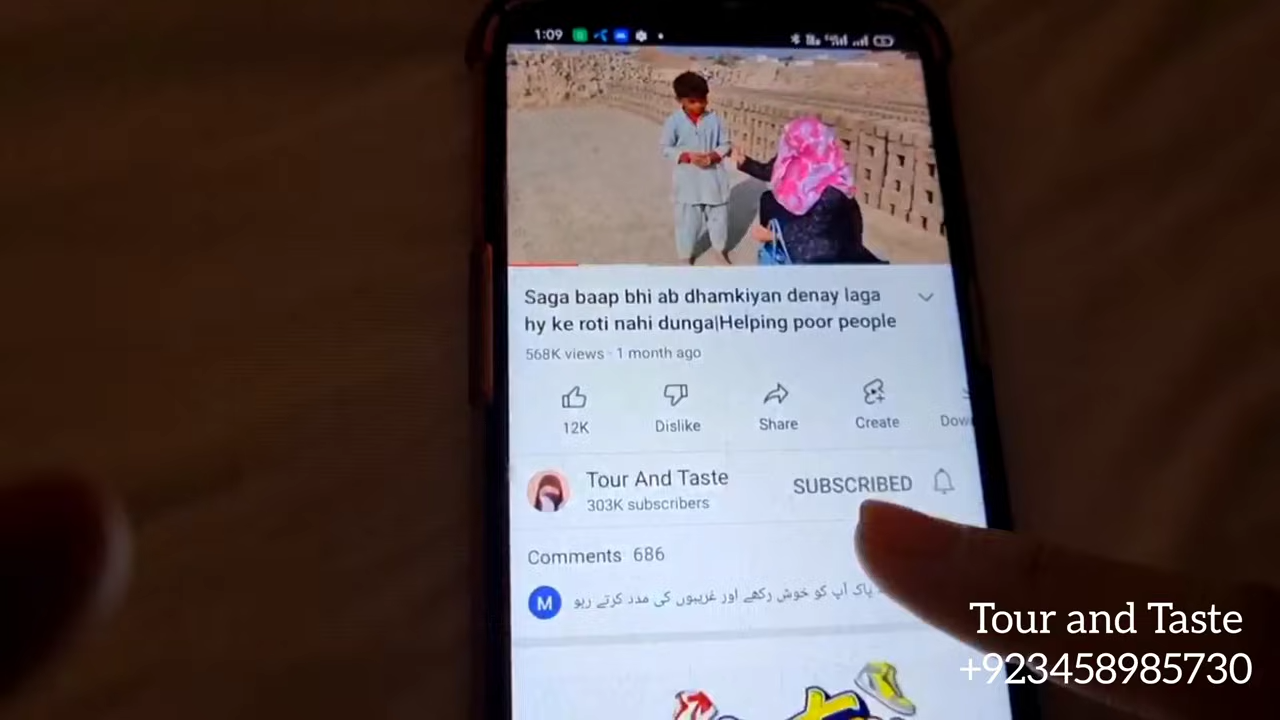 1:09
Saga baap bhi ab dhamkiyan denay laga
hy ke roti nahi dunga|Helping poor people
568K views · 1 month ago
12K
Dislike
Share
Create
Dow
Tour And Taste
303K subscribers
SUBSCRIBED
Comments 686
M
پاک آپ کو خوش رکھے اور غریبوں کی مدد کرتے رہو
Tour and Taste
+923458985730